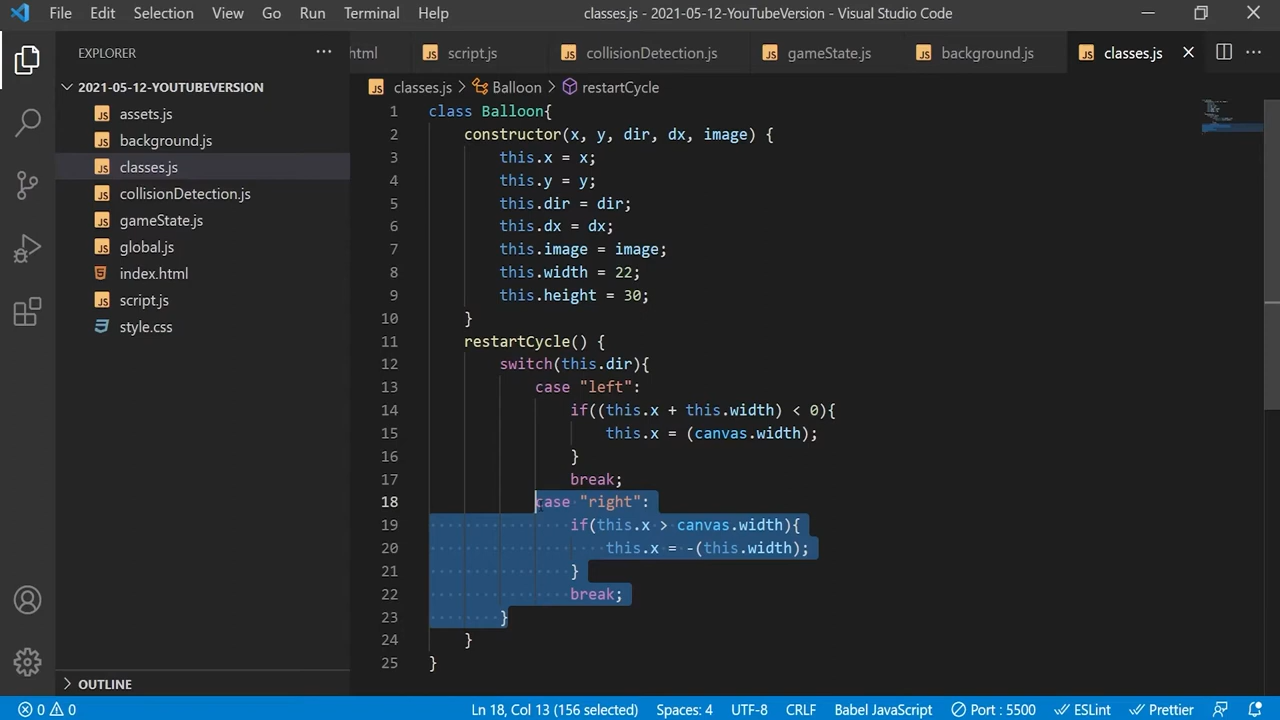 File Edit Selection View Go Run Terminal Help classes.js - 2021-05-12-YouTubeVersion - Visual Studio Code
EXPLORER
html script.js collisionDetection.js gameState.js background.js classes.js
2021-05-12-YOUTUBEVERSION
assets.js
background.js
classes.js
collisionDetection.js
gameState.js
global.js
index.html
script.js
style.css
OUTLINE
classes.js > Balloon > restartCycle
1 class Balloon{
2 constructor(x, y, dir, dx, image) {
3 this.x = x;
4 this.y = y;
5 this.dir = dir;
6 this.dx = dx;
7 this.image = image;
8 this.width = 22;
9 this.height = 30;
10 }
11 restartCycle() {
12 switch(this.dir){
13 case "left":
14 if((this.x + this.width) < 0){
15 this.x = (canvas.width);
16 }
17 break;
18 case "right":
19 if(this.x > canvas.width){
20 this.x = -(this.width);
21 }
22 break;
23 }
24 }
25 }
0 0 Ln 18, Col 13 (156 selected) Spaces: 4 UTF-8 CRLF Babel JavaScript Port : 5500 ESLint Prettier